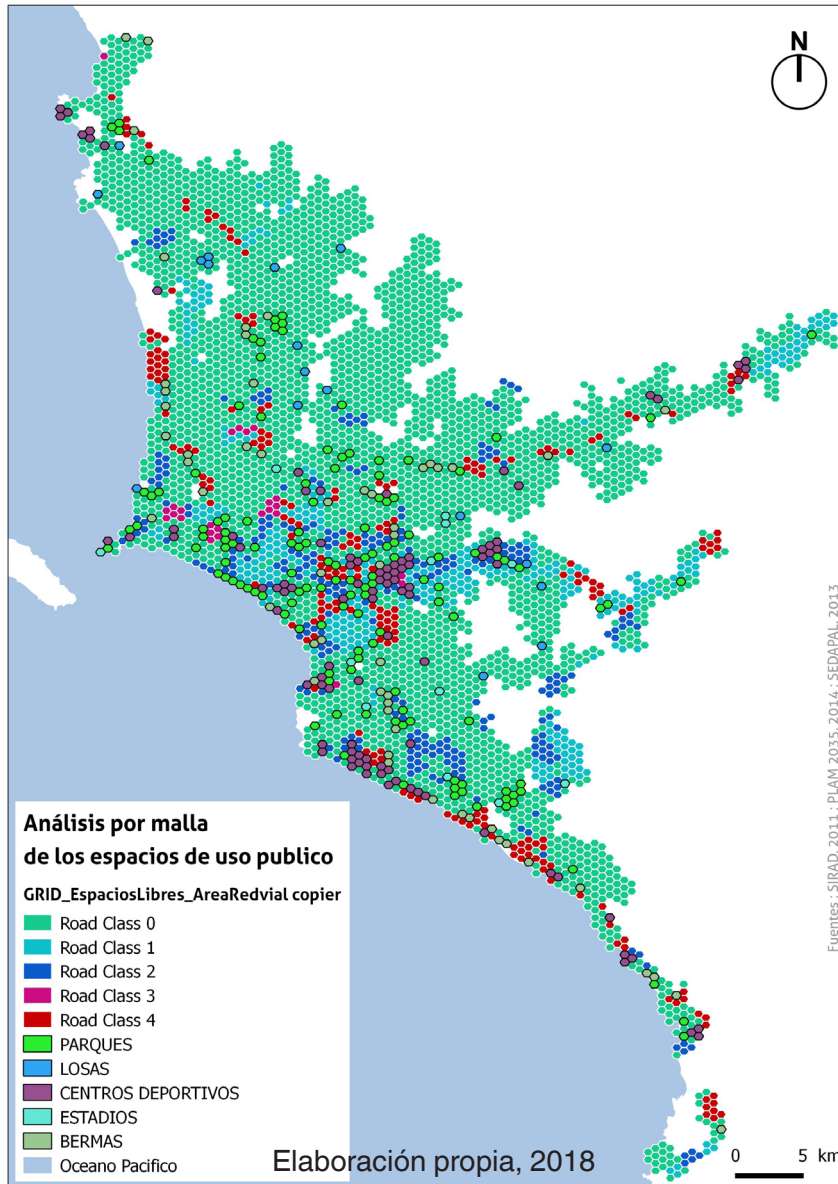 N
Análisis por malla
de los espacios de uso publico
GRID_EspaciosLibres_AreaRedvial copier
Road Class 0
Road Class 1
Road Class 2
Road Class 3
Road Class 4
PARQUES
LOSAS
CENTROS DEPORTIVOS
ESTADIOS
BERMAS
Oceano Pacifico
Elaboración propia, 2018
0 5 km
Fuentes : SIRAD, 2011 ; PLAM 2035, 2014 ; SEDAPAL, 2013